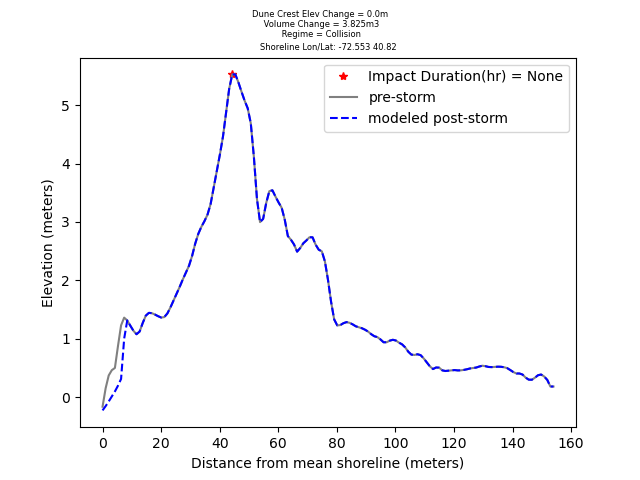 Dune Crest Elev Change = 0.0m
Volume Change = 3.825m3
Regime = Collision
Shoreline Lon/Lat: -72.553 40.82
Impact Duration(hr) = None
pre-storm
modeled post-storm
Elevation (meters)
5
4
3
2
1
0
0 20 40 60 80 100 120 140 160
Distance from mean shoreline (meters)